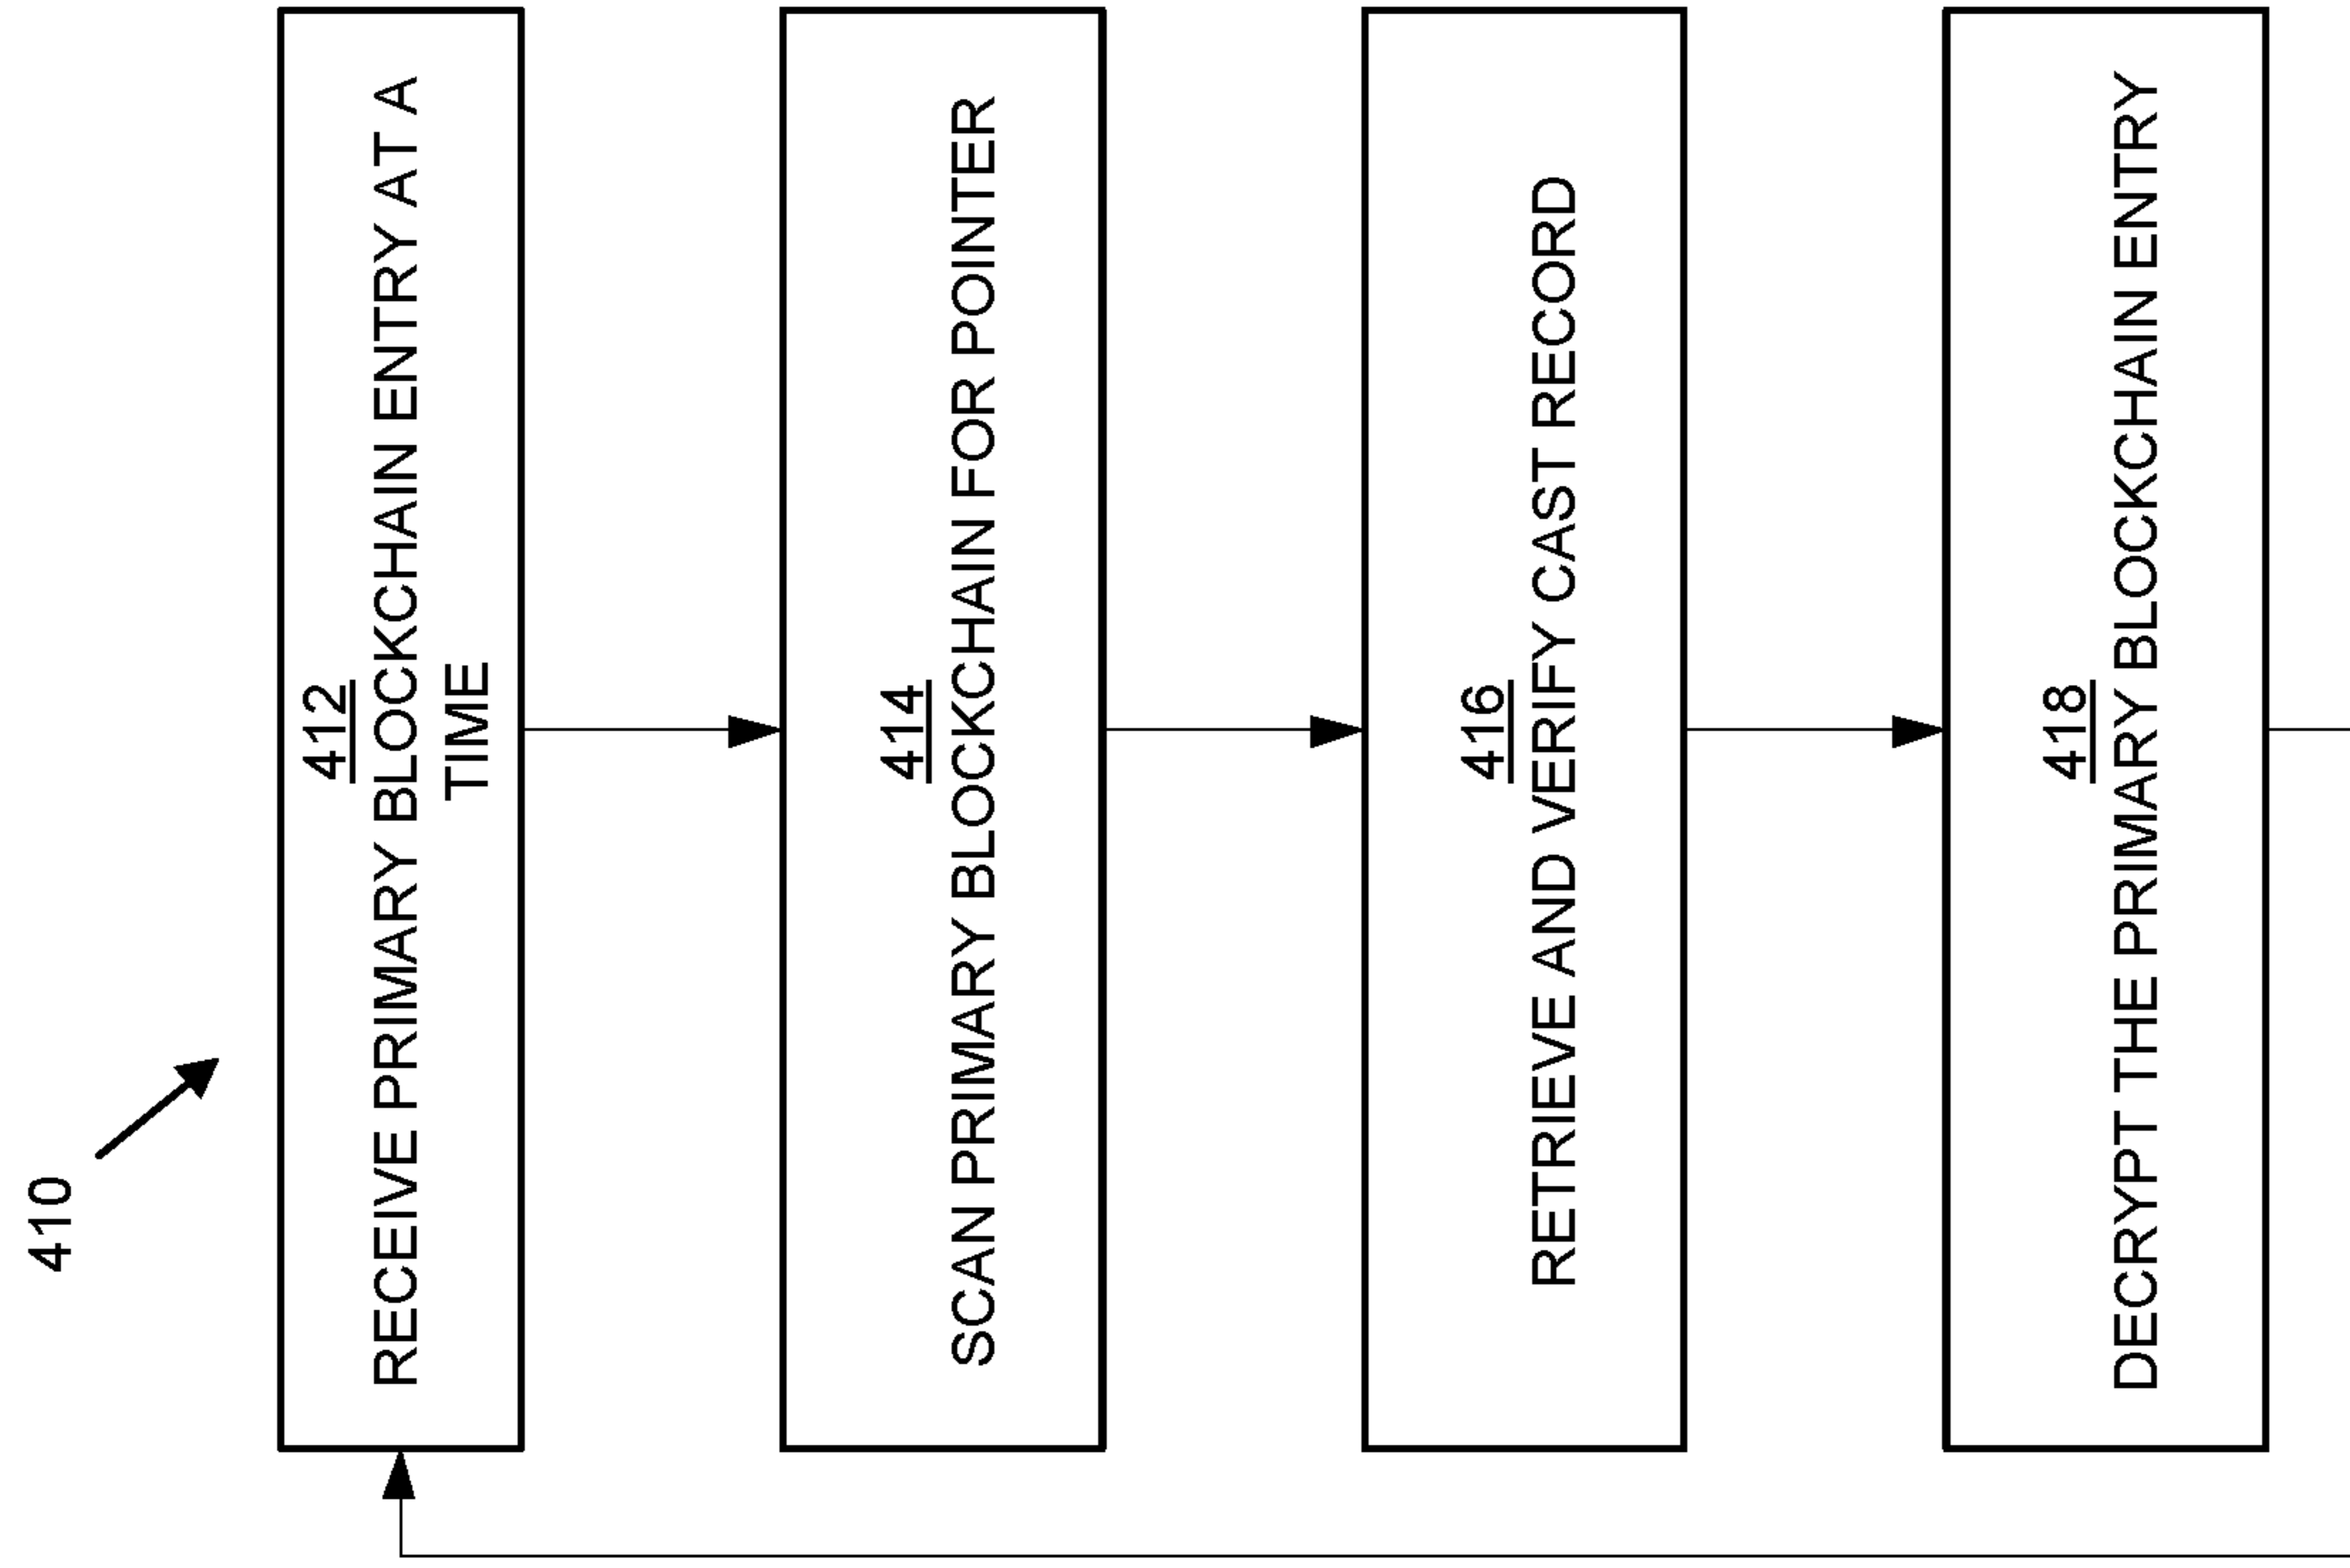 410
412
RECEIVE PRIMARY BLOCKCHAIN ENTRY AT A
TIME
414
SCAN PRIMARY BLOCKCHAIN FOR POINTER
416
RETRIEVE AND VERIFY CAST RECORD
418
DECRYPT THE PRIMARY BLOCKCHAIN ENTRY